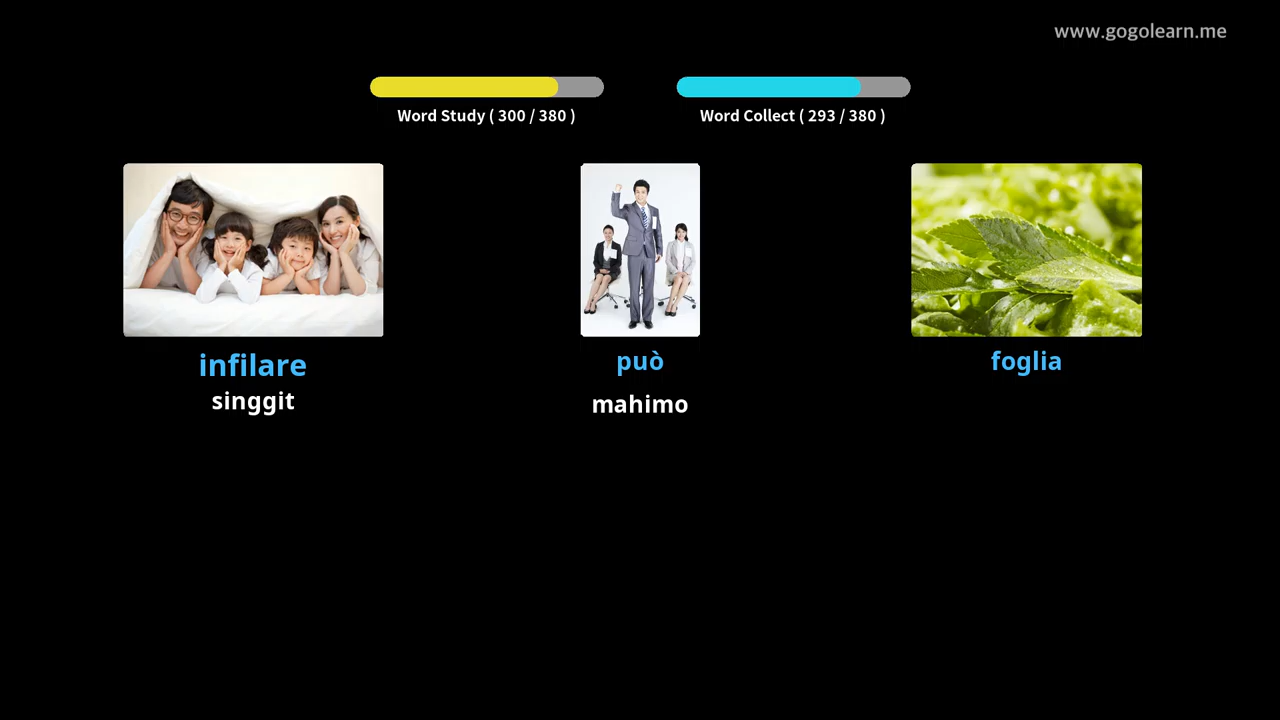 www.gogolearn.me
Word Study ( 300 / 380 )
Word Collect ( 293 / 380 )
infilare
singgit
può
mahimo
foglia